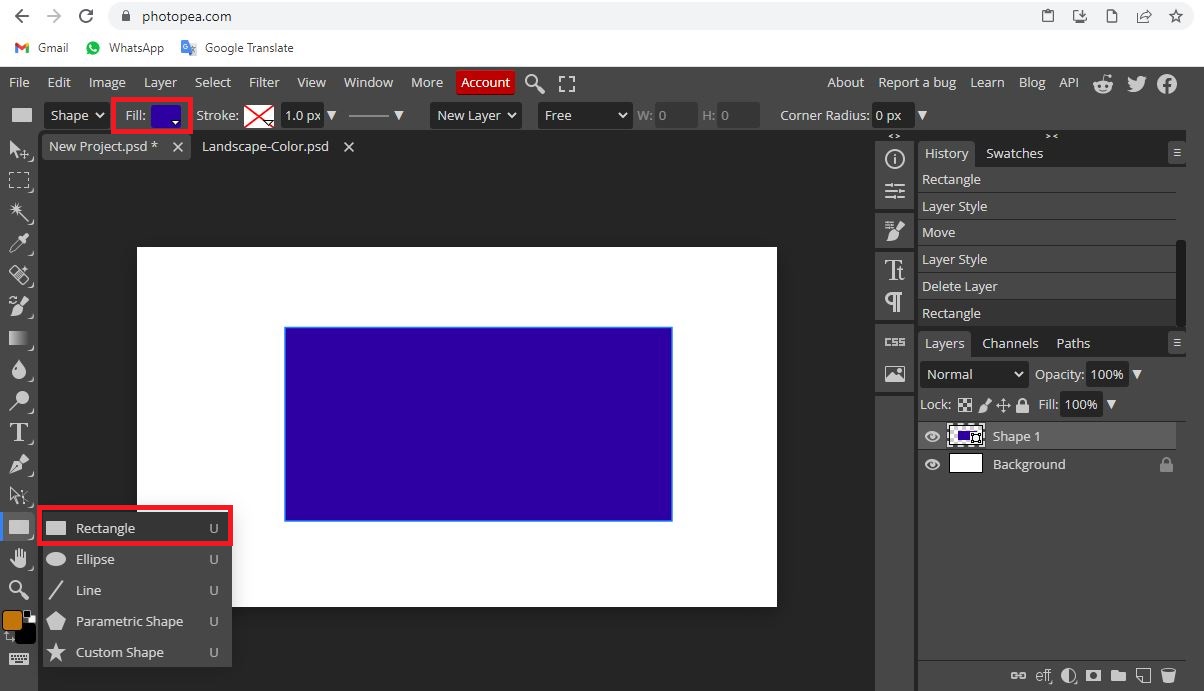 photopea.com
Gmail WhatsApp Google Translate
File Edit Image Layer Select Filter View Window More Account About Report a bug Learn Blog API
Shape Fill: Stroke: 1.0 px New Layer Free W: 0 H: 0 Corner Radius: 0 px
New Project.psd * Landscape-Color.psd
History Swatches
Rectangle
Layer Style
Move
Layer Style
Delete Layer
Rectangle
CSS
Layers Channels Paths
Normal Opacity: 100%
Lock: Fill: 100%
Shape 1
Background
Rectangle U
Ellipse U
Line U
Parametric Shape U
Custom Shape U
eff